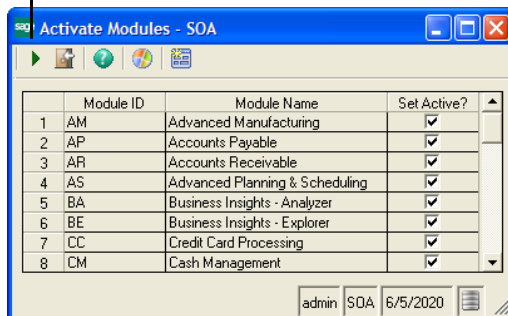 sage Activate Modules - SOA
Module ID Module Name Set Active?
1 AM Advanced Manufacturing
2 AP Accounts Payable
3 AR Accounts Receivable
4 AS Advanced Planning & Scheduling
5 BA Business Insights - Analyzer
6 BE Business Insights - Explorer
7 CC Credit Card Processing
8 CM Cash Management
admin SOA 6/5/2020